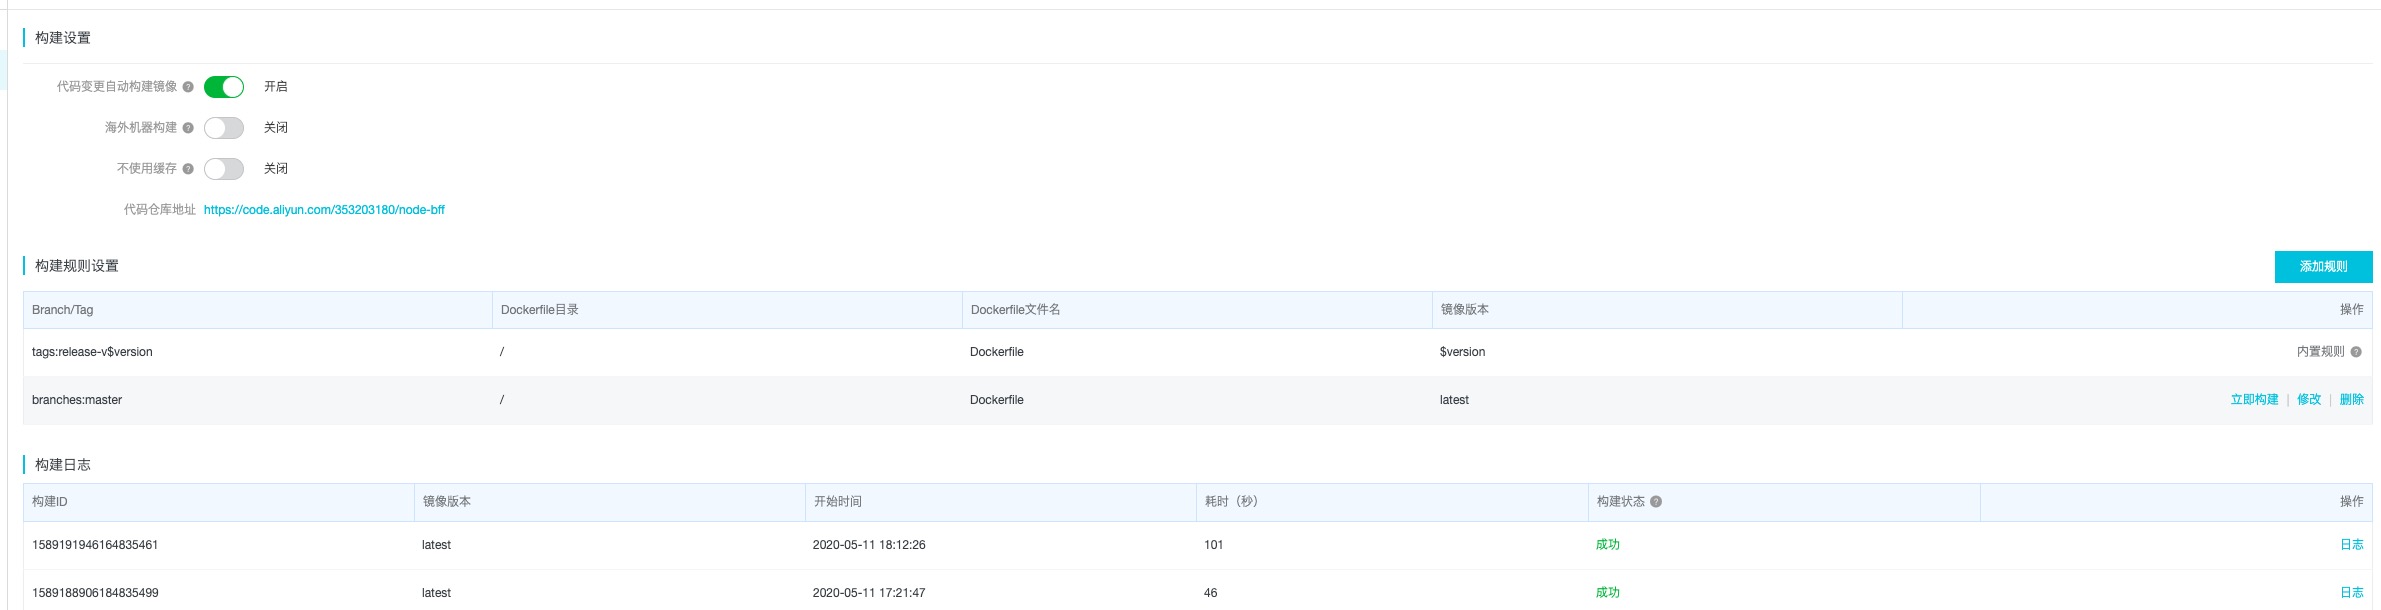 构建设置
代码变更自动构建镜像 ? 开启
海外机器构建 ? 关闭
不使用缓存 ? 关闭
代码仓库地址 https://code.aliyun.com/353203180/node-bff
构建规则设置 添加规则
Branch/Tag Dockerfile目录 Dockerfile文件名 镜像版本 操作
tags:release-v$version / Dockerfile $version 内置规则 ?
branches:master / Dockerfile latest 立即构建 | 修改 | 删除
构建日志
构建ID 镜像版本 开始时间 耗时（秒） 构建状态 ? 操作
1589191946164835461 latest 2020-05-11 18:12:26 101 成功 日志
1589188906184835499 latest 2020-05-11 17:21:47 46 成功 日志